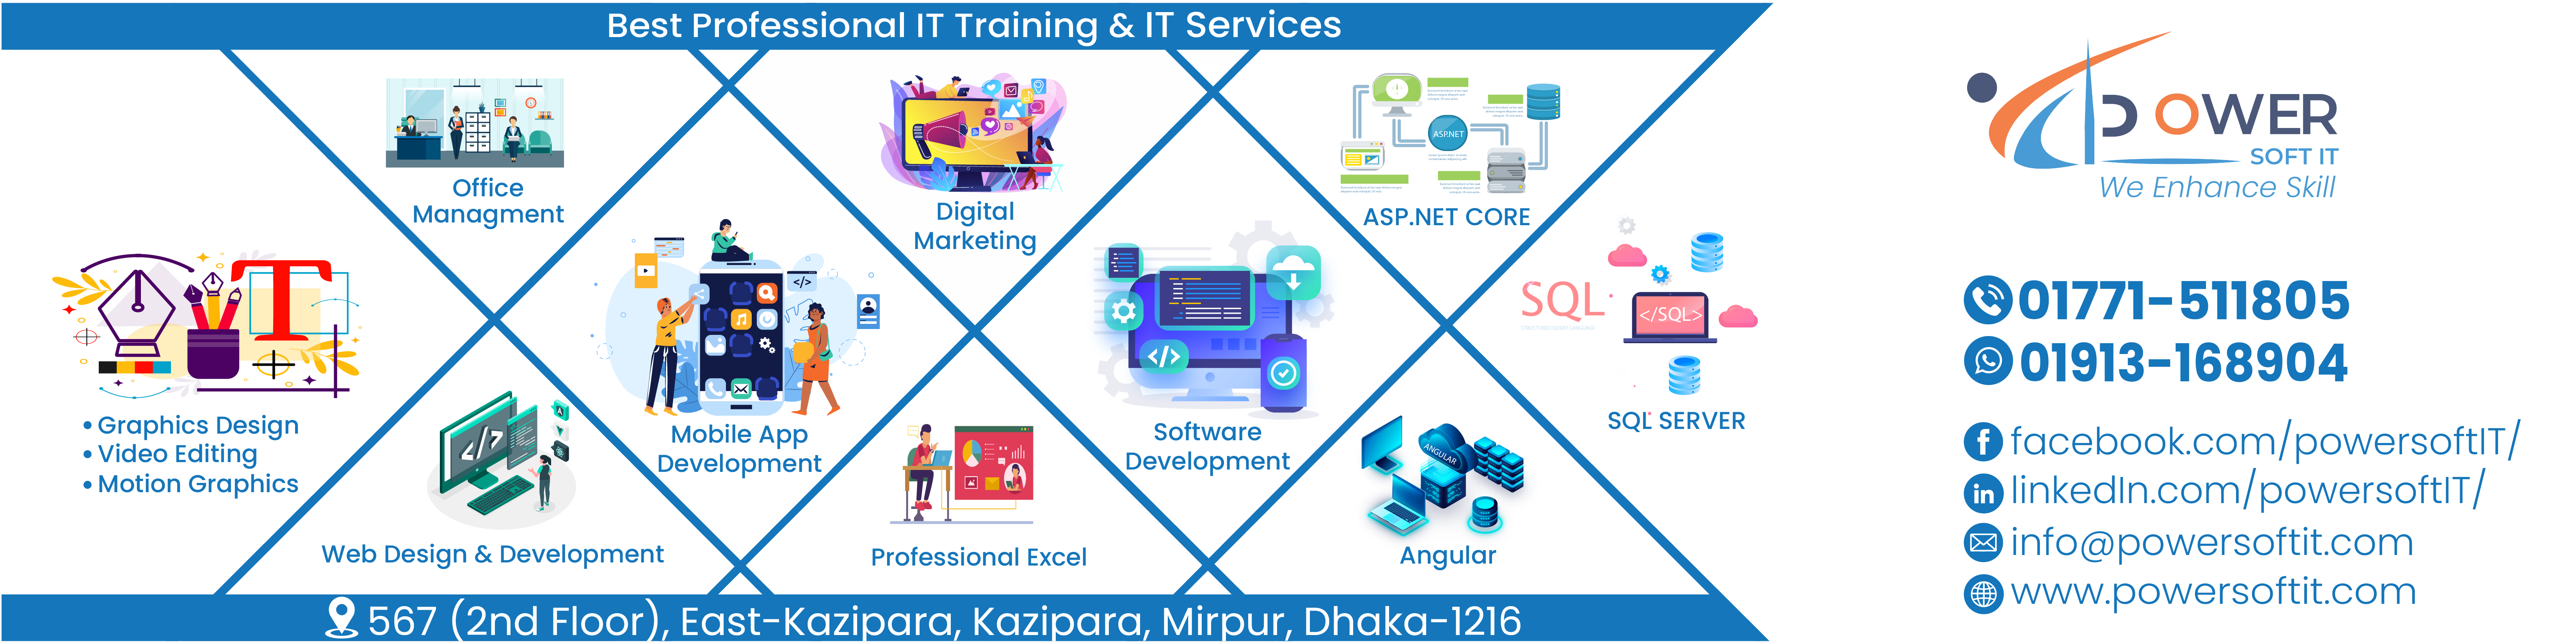 Best Professional IT Training & IT Services
Office
Managment
Digital
Marketing
ASP.NET
ASP.NET CORE
• Graphics Design
• Video Editing
• Motion Graphics
Mobile App
Development
Software
Development
SQL
</SQL>
SQL SERVER
Web Design & Development
Professional Excel
ANGULAR
Angular
567 (2nd Floor), East-Kazipara, Kazipara, Mirpur, Dhaka-1216
POWER
SOFT IT
We Enhance Skill
01771-511805
01913-168904
facebook.com/powersoftIT/
linkedIn.com/powersoftIT/
info@powersoftit.com
www.powersoftit.com